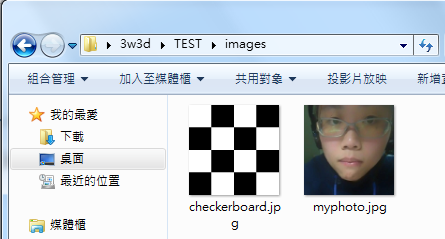 3w3d ▸ TEST ▸ images
組合管理 加入至媒體櫃 共用對象 投影片放映
我的最愛
下載
桌面
最近的位置
媒體櫃
checkerboard.jp
g
myphoto.jpg